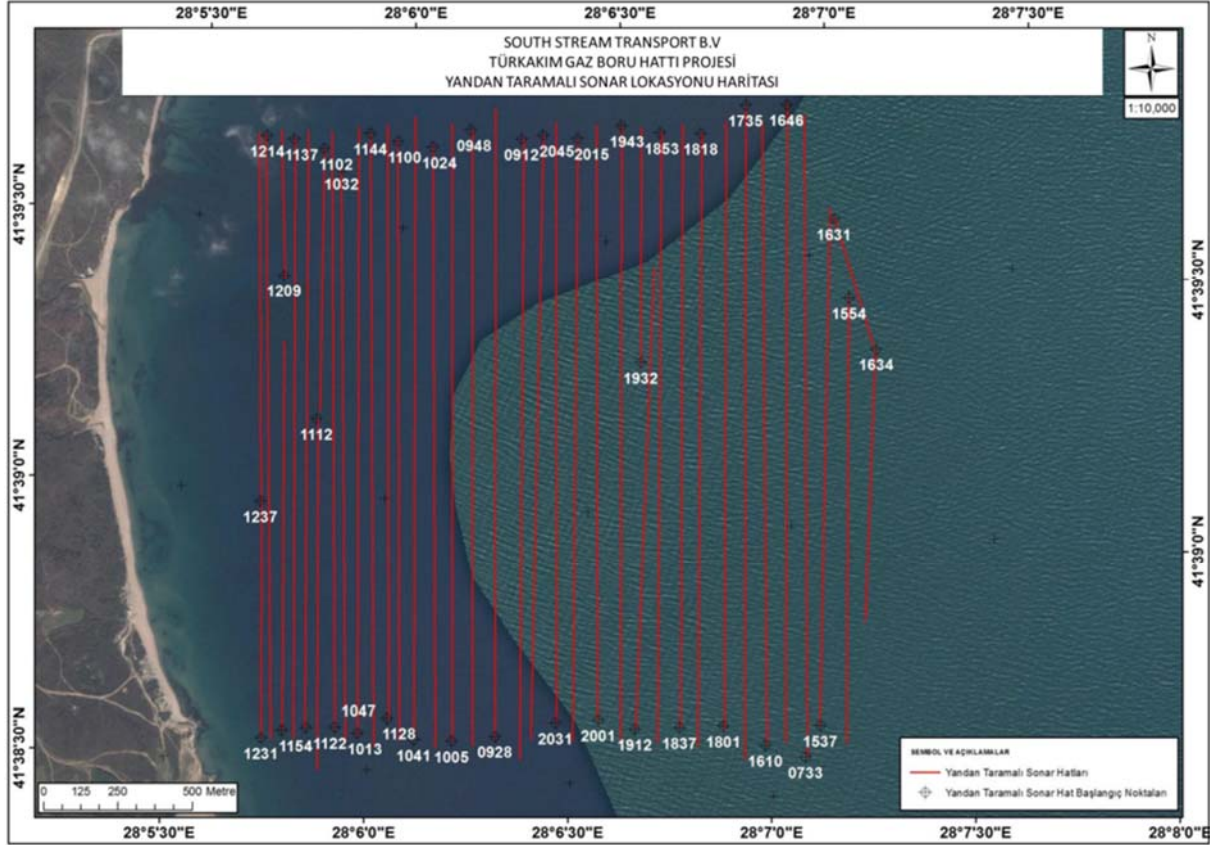 28°5'30"E 28°6'0"E 28°6'30"E 28°7'0"E 28°7'30"E
SOUTH STREAM TRANSPORT B.V
TÜRKAKIM GAZ BORU HATTI PROJESİ
YANDAN TARAMALI SONAR LOKASYONU HARİTASI
N
1:10,000
1735 1646
1214 1137 1102 1144 1100 1024 0948 0912 2045 2015 1943 1853 1818
1032
41°39'30"N
1631
1209
41°39'30"N
1554
1634
1932
1112
41°39'0"N
1237
41°39'0"N
1047
1231 1154 1122 1013 1128 1041 1005 0928 2031 2001 1912 1837 1801 1610 0733 1537
41°38'30"N
41°38'30"N
SEMBOL VE AÇIKLAMALAR
Yandan Taramalı Sonar Hatları
Yandan Taramalı Sonar Hat Başlangıç Noktaları
0 125 250 500 Metre
28°5'30"E 28°6'0"E 28°6'30"E 28°7'0"E 28°7'30"E 28°8'0"E